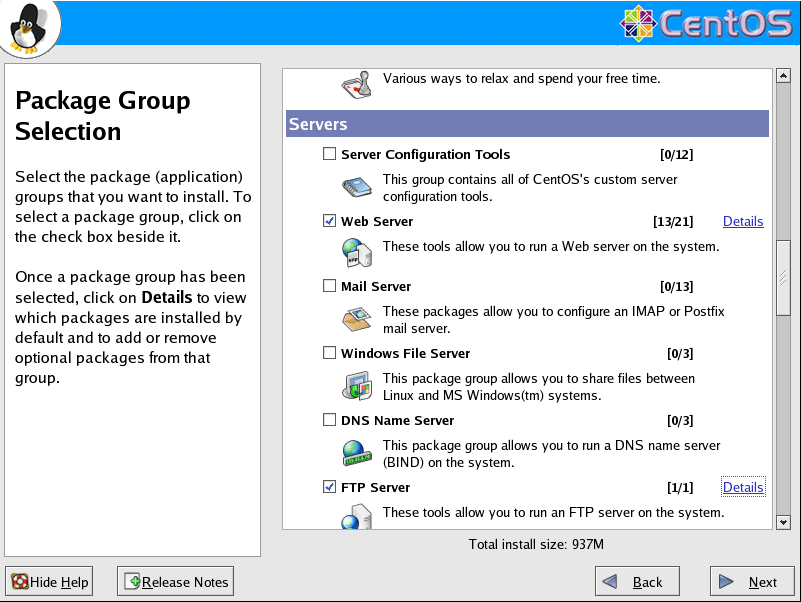 CentOS
Package Group
Selection
Select the package (application)
groups that you want to install. To
select a package group, click on
the check box beside it.
Once a package group has been
selected, click on Details to view
which packages are installed by
default and to add or remove
optional packages from that
group.
Various ways to relax and spend your free time.
Servers
Server Configuration Tools [0/12]
This group contains all of CentOS's custom server
configuration tools.
Web Server [13/21] Details
These tools allow you to run a Web server on the system.
Mail Server [0/13]
These packages allow you to configure an IMAP or Postfix
mail server.
Windows File Server [0/3]
This package group allows you to share files between
Linux and MS Windows(tm) systems.
DNS Name Server [0/3]
This package group allows you to run a DNS name server
(BIND) on the system.
FTP Server [1/1] Details
These tools allow you to run an FTP server on the system.
Total install size: 937M
Hide Help Release Notes Back Next